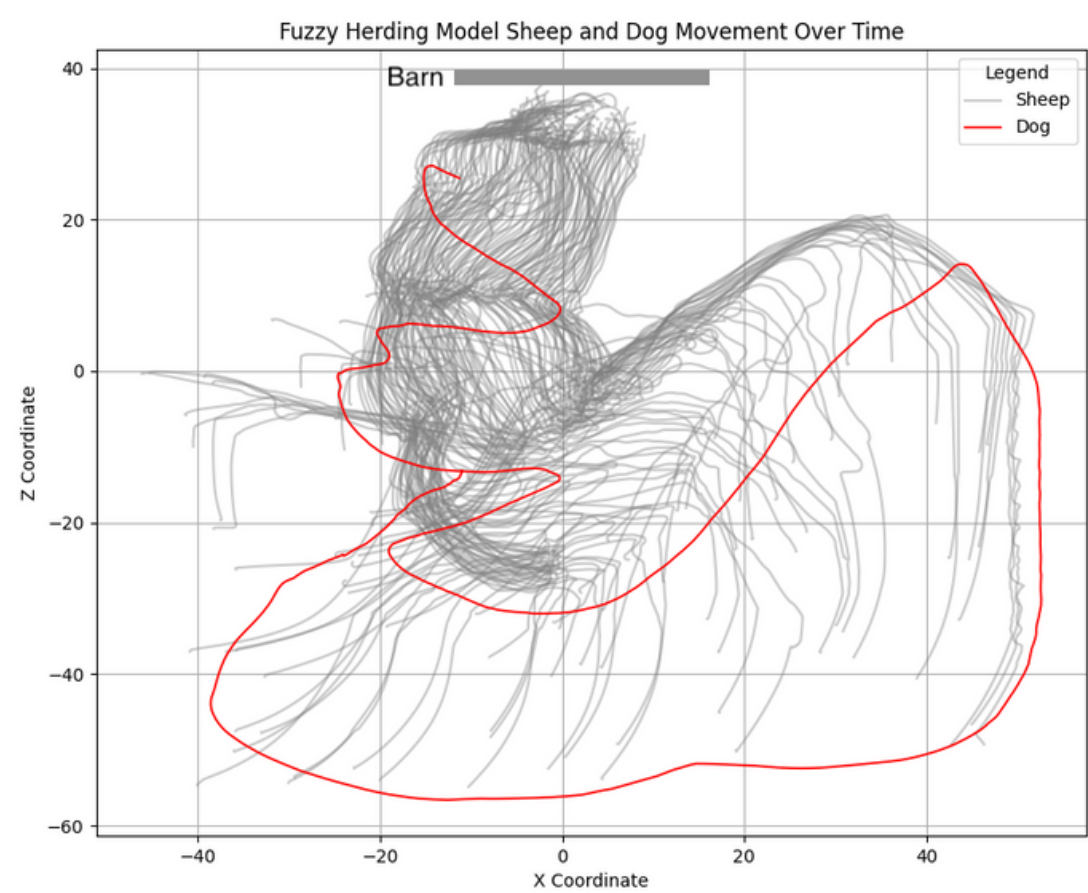 Fuzzy Herding Model Sheep and Dog Movement Over Time
Barn
Legend
Sheep
Dog
40
20
0
−20
−40
−60
Z Coordinate
−40
−20
0
20
40
X Coordinate